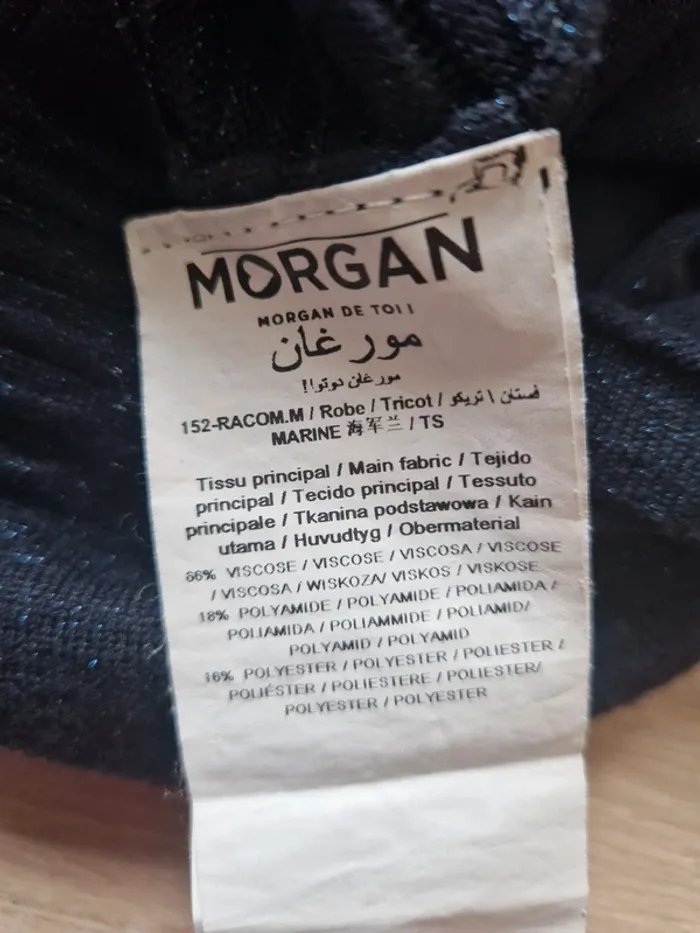 MORGAN
MORGAN DE TOI !
مورغان
مورغان دوتوا!!
152-RACOM.M / Robe / Tricot / فستان \ تريكو
MARINE 海军兰 / TS
Tissu principal / Main fabric / Tejido
principal / Tecido principal / Tessuto
principale / Tkanina podstawowa / Kain
utama / Huvudtyg / Obermaterial
66% VISCOSE / VISCOSE / VISCOSA / VISCOSE
/ VISCOSA / WISKOZA/ VISKOS / VISKOSE
18% POLYAMIDE / POLYAMIDE / POLIAMIDA /
POLIAMIDA / POLIAMMIDE / POLIAMID/
POLYAMID / POLYAMID
16% POLYESTER / POLYESTER / POLIESTER /
POLIÉSTER / POLIESTERE / POLIESTER/
POLYESTER / POLYESTER